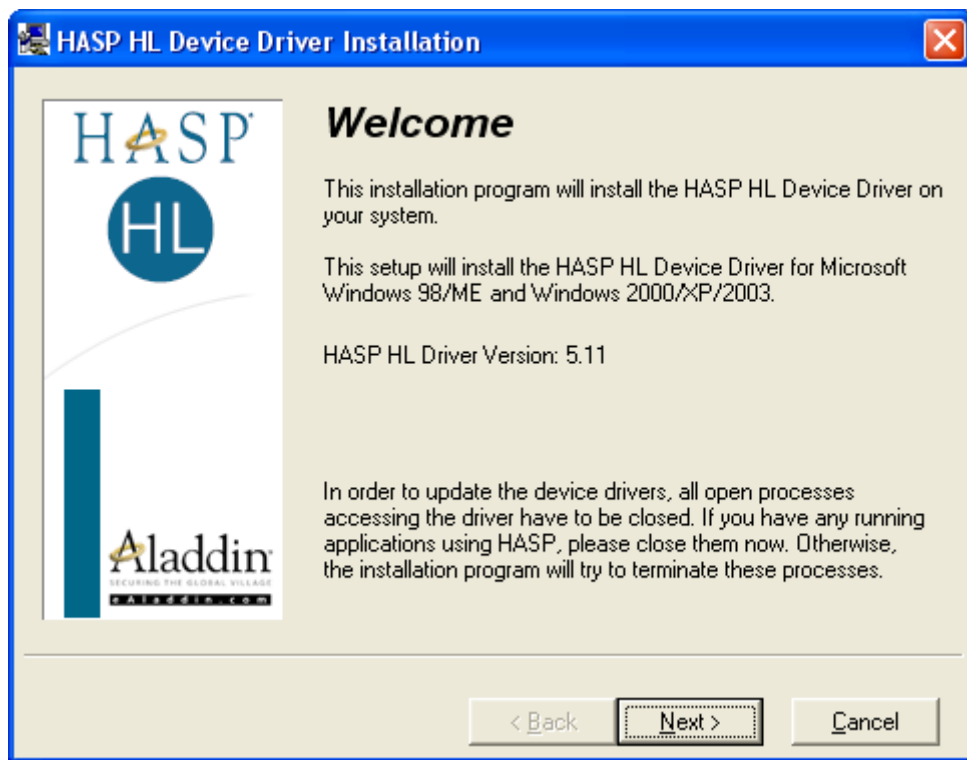 HASP HL Device Driver Installation
HASP
HL
Aladdin
SECURING THE GLOBAL VILLAGE
eAladdin.com
Welcome
This installation program will install the HASP HL Device Driver on
your system.
This setup will install the HASP HL Device Driver for Microsoft
Windows 98/ME and Windows 2000/XP/2003.
HASP HL Driver Version: 5.11
In order to update the device drivers, all open processes
accessing the driver have to be closed. If you have any running
applications using HASP, please close them now. Otherwise,
the installation program will try to terminate these processes.
< Back
Next >
Cancel